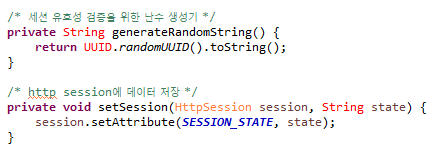 /* 세션 유효성 검증을 위한 난수 생성기 */
private String generateRandomString() {
return UUID.randomUUID().toString();
}
/* http session에 데이터 저장 */
private void setSession(HttpSession session, String state) {
session.setAttribute(SESSION_STATE, state);
}